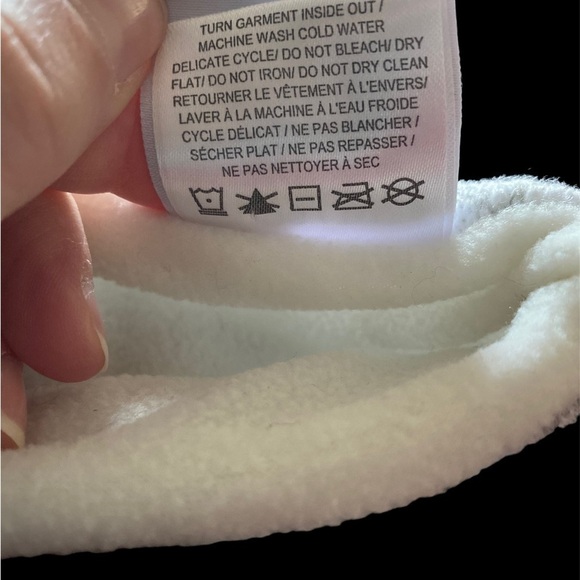 TURN GARMENT INSIDE OUT /
MACHINE WASH COLD WATER
DELICATE CYCLE/ DO NOT BLEACH/ DRY
FLAT/ DO NOT IRON/ DO NOT DRY CLEAN
RETOURNER LE VÊTEMENT À L'ENVERS/
LAVER À LA MACHINE À L'EAU FROIDE
CYCLE DÉLICAT / NE PAS BLANCHER /
SÉCHER PLAT / NE PAS REPASSER /
NE PAS NETTOYER À SEC